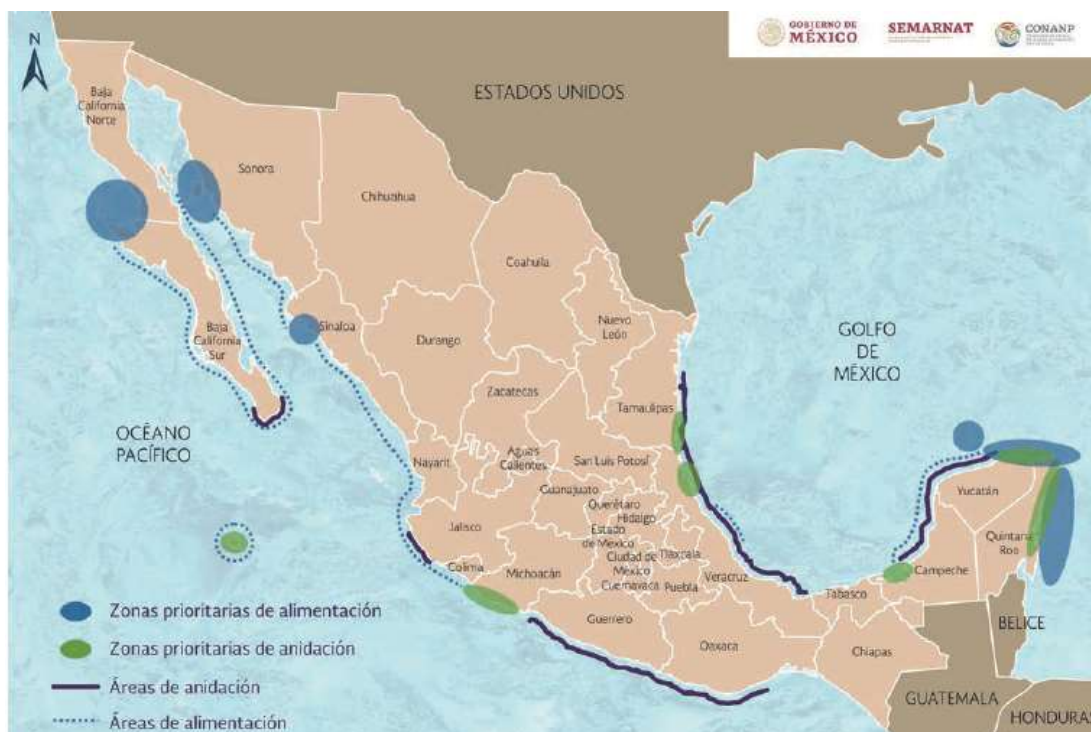 GOBIERNO DE
MÉXICO
SEMARNAT
CONANP
N
ESTADOS UNIDOS
Baja
California
Norte
Sonora
Chihuahua
Coahuila
Nuevo
León
Baja
California
Sur
Sinaloa
Durango
Zacatecas
Tamaulipas
GOLFO
DE
MÉXICO
OCÉANO
PACÍFICO
Nayarit
Aguas
Calientes
San Luis Potosí
Guanajuato
Querétaro
Hidalgo
Jalisco
Estado
de México
Tlaxcala
Ciudad de
México
Colima
Michoacán
Cuernavaca
Puebla
Veracruz
Yucatán
Quintana
Roo
Campeche
Tabasco
Guerrero
Oaxaca
Chiapas
BELICE
GUATEMALA
HONDURAS
Zonas prioritarias de alimentación
Zonas prioritarias de anidación
Áreas de anidación
Áreas de alimentación